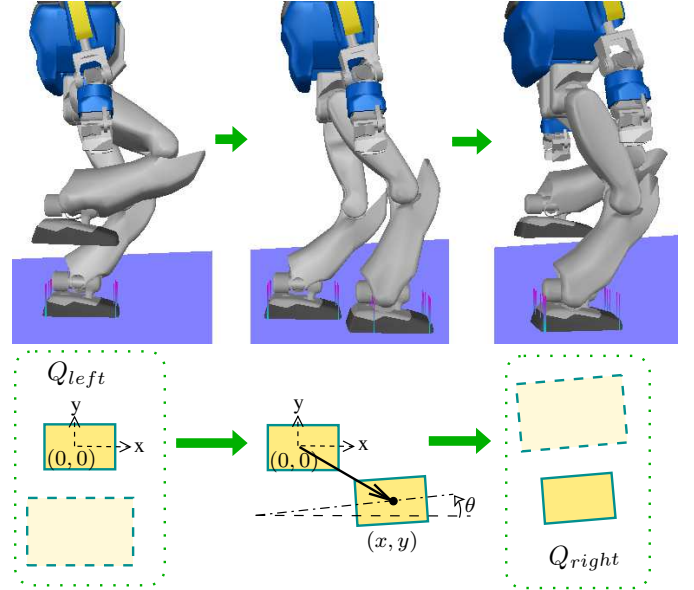 Q_left
y
x
(0, 0)
y
x
(0, 0)
θ
(x, y)
Q_right